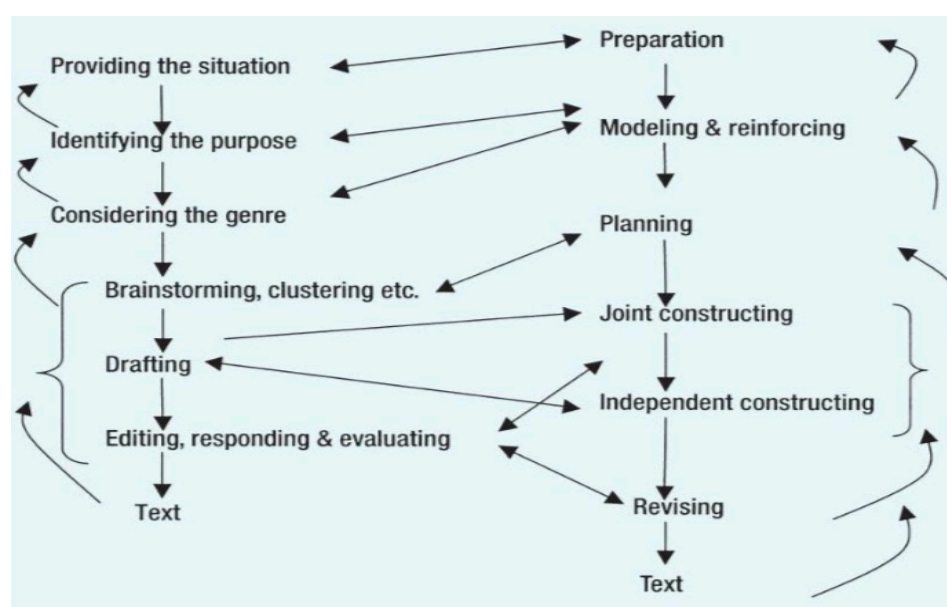 Providing the situation
Identifying the purpose
Considering the genre
Brainstorming, clustering etc.
Drafting
Editing, responding & evaluating
Text
Preparation
Modeling & reinforcing
Planning
Joint constructing
Independent constructing
Revising
Text